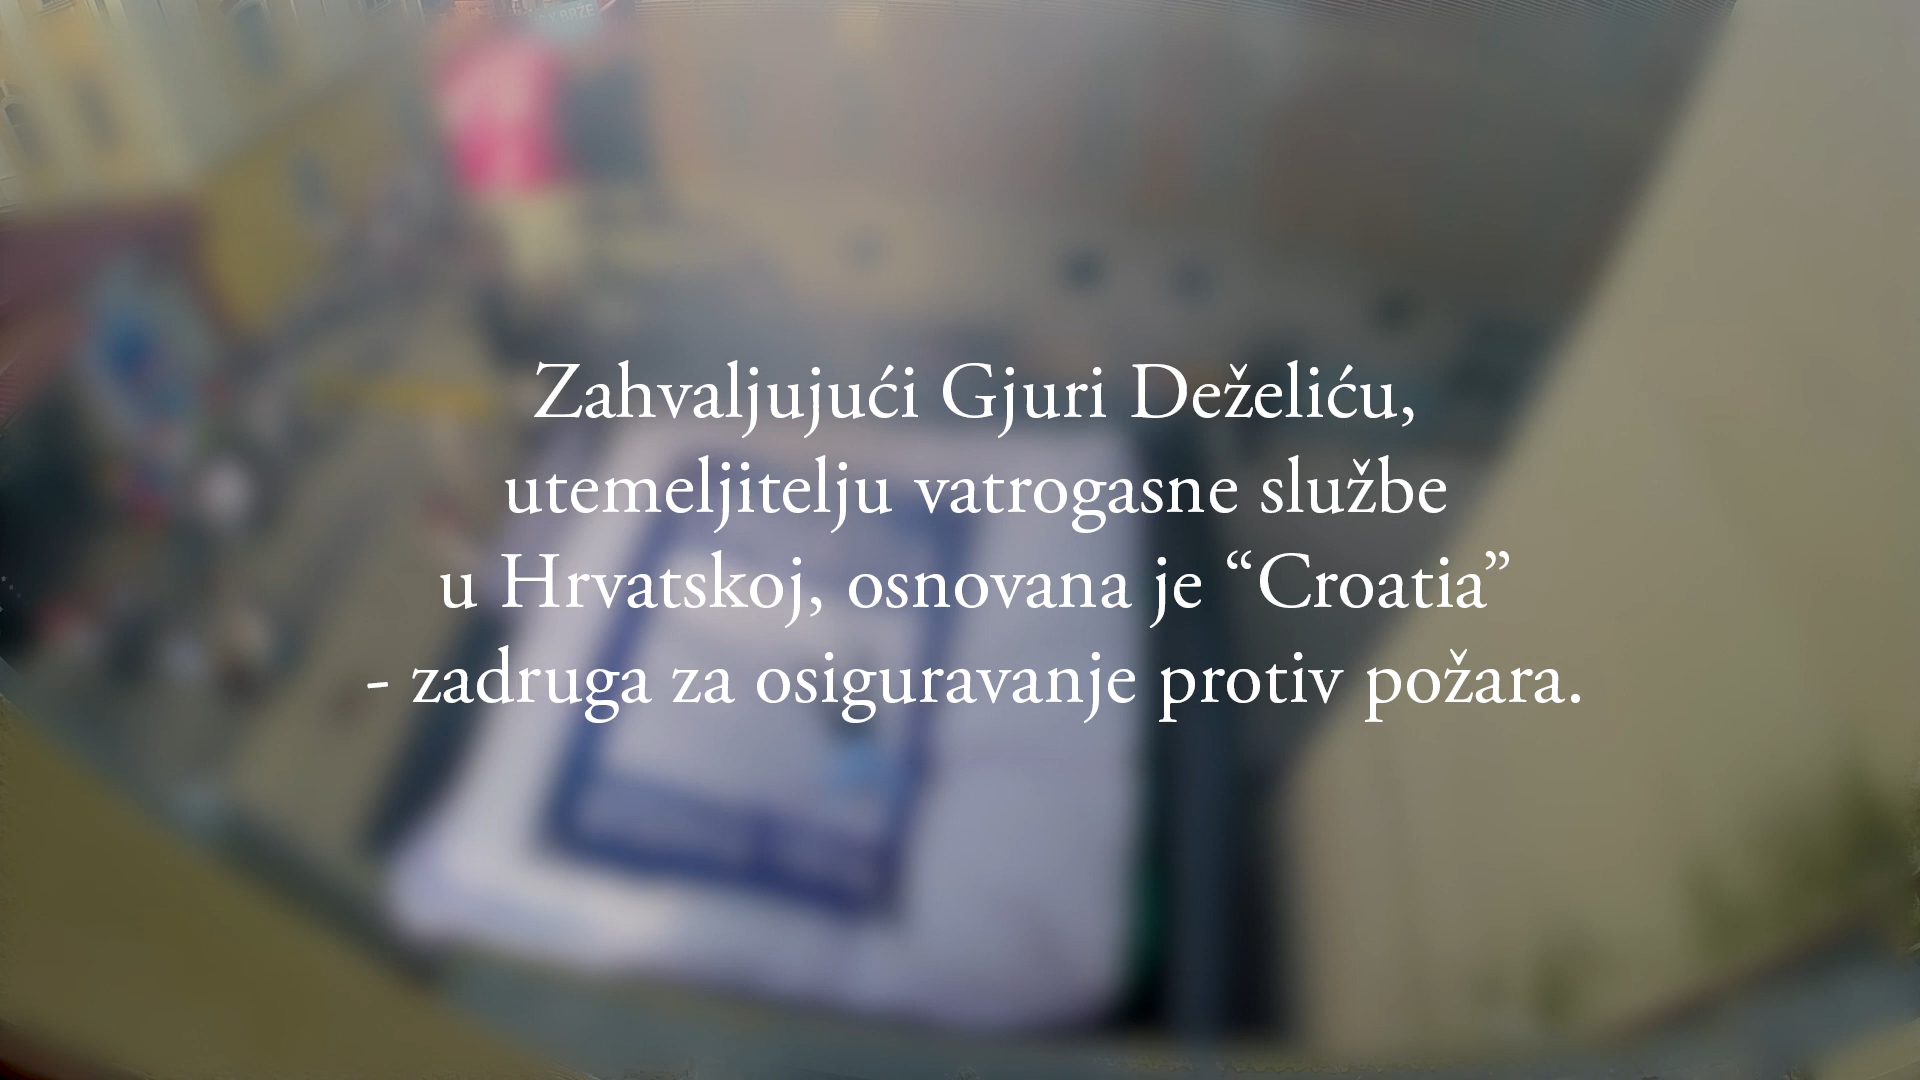 Zahvaljujući Gjuri Deželiću,
utemeljitelju vatrogasne službe
u Hrvatskoj, osnovana je “Croatia”
- zadruga za osiguravanje protiv požara.